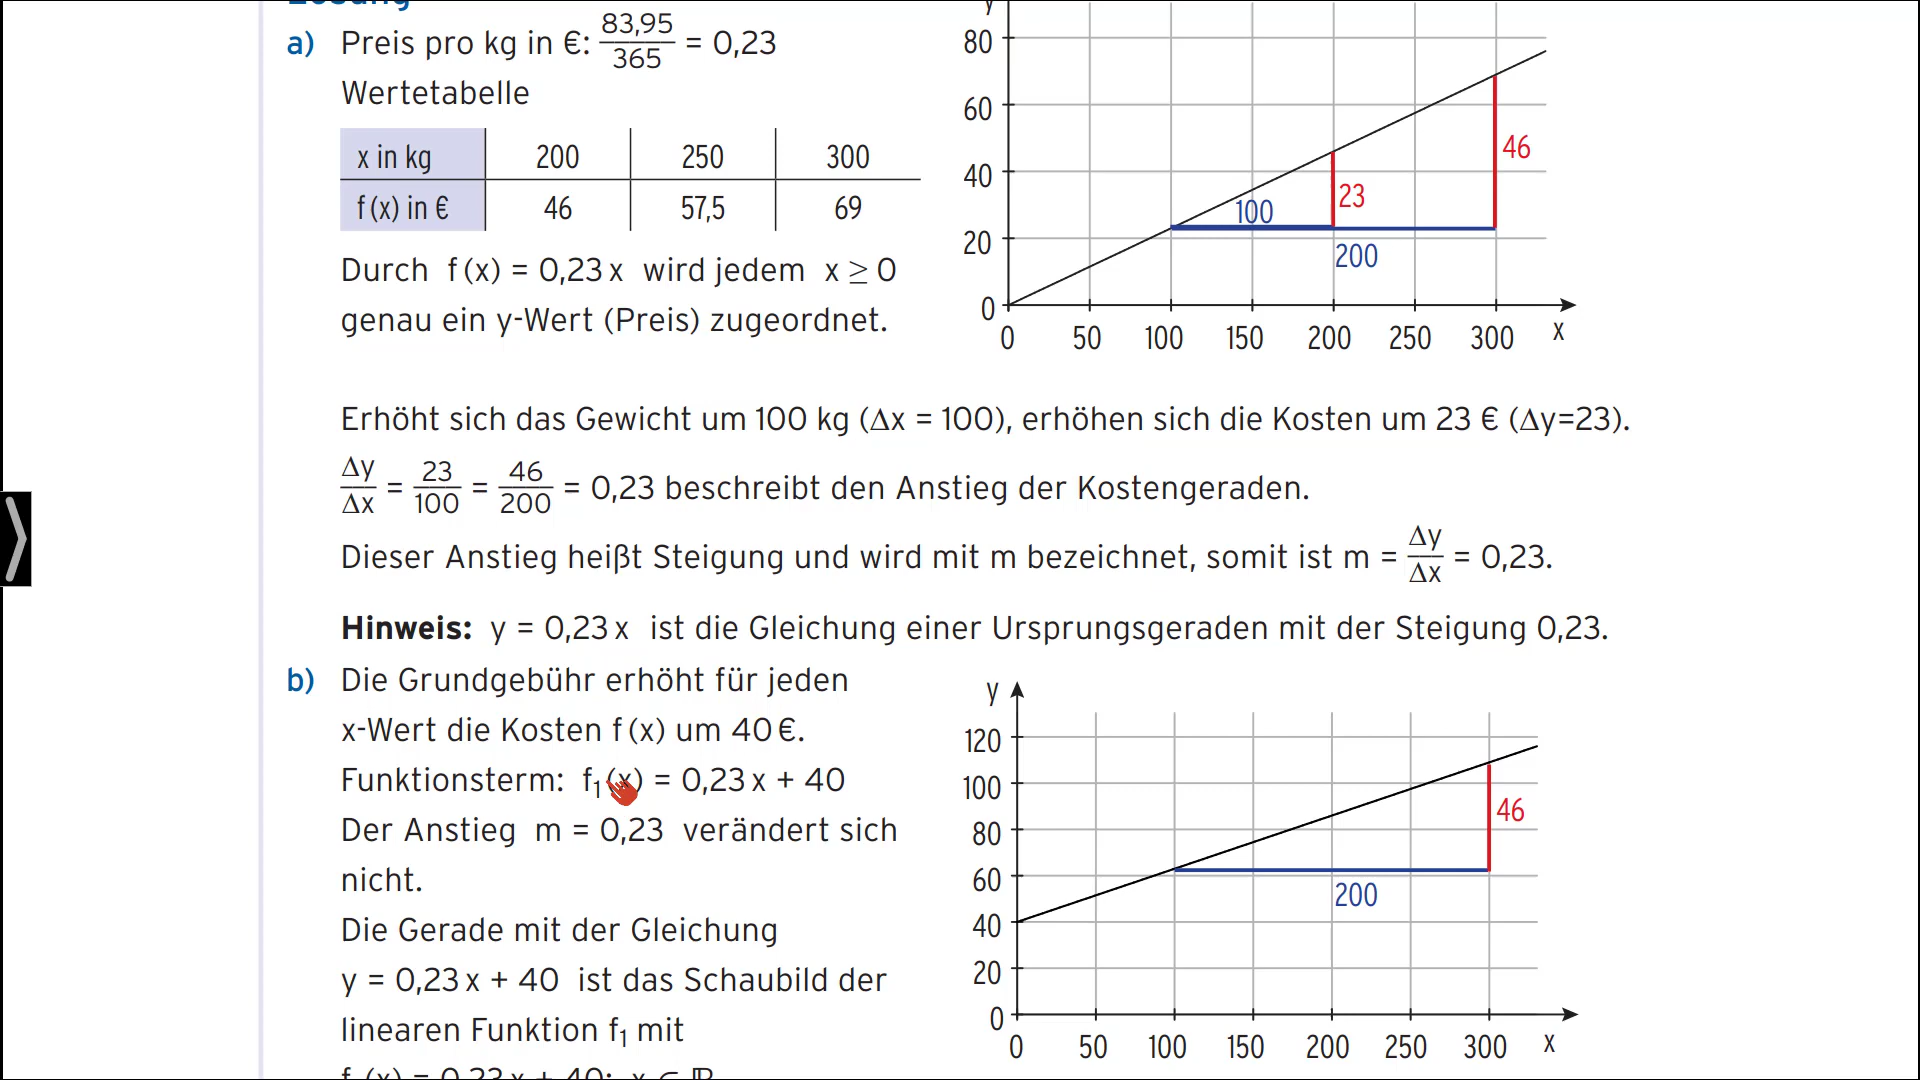 Lösung
a) Preis pro kg in €: 83,95/365 = 0,23
Wertetabelle
x in kg 200 250 300
f(x) in € 46 57,5 69
Durch f(x) = 0,23x wird jedem x ≥ 0
genau ein y-Wert (Preis) zugeordnet.
y
80
60
40
20
0
46
23
100
200
0 50 100 150 200 250 300 x
Erhöht sich das Gewicht um 100 kg (Δx = 100), erhöhen sich die Kosten um 23 € (Δy=23).
Δy/Δx = 23/100 = 46/200 = 0,23 beschreibt den Anstieg der Kostengeraden.
Dieser Anstieg heißt Steigung und wird mit m bezeichnet, somit ist m = Δy/Δx = 0,23.
Hinweis: y = 0,23x ist die Gleichung einer Ursprungsgeraden mit der Steigung 0,23.
b) Die Grundgebühr erhöht für jeden
x-Wert die Kosten f(x) um 40€.
Funktionsterm: f₁(x) = 0,23x + 40
Der Anstieg m = 0,23 verändert sich
nicht.
Die Gerade mit der Gleichung
y = 0,23x + 40 ist das Schaubild der
linearen Funktion f₁ mit
f₁(x) = 0,23x + 40; x ∈ ℝ
y
120
100
80
60
40
20
0
46
200
0 50 100 150 200 250 300 x